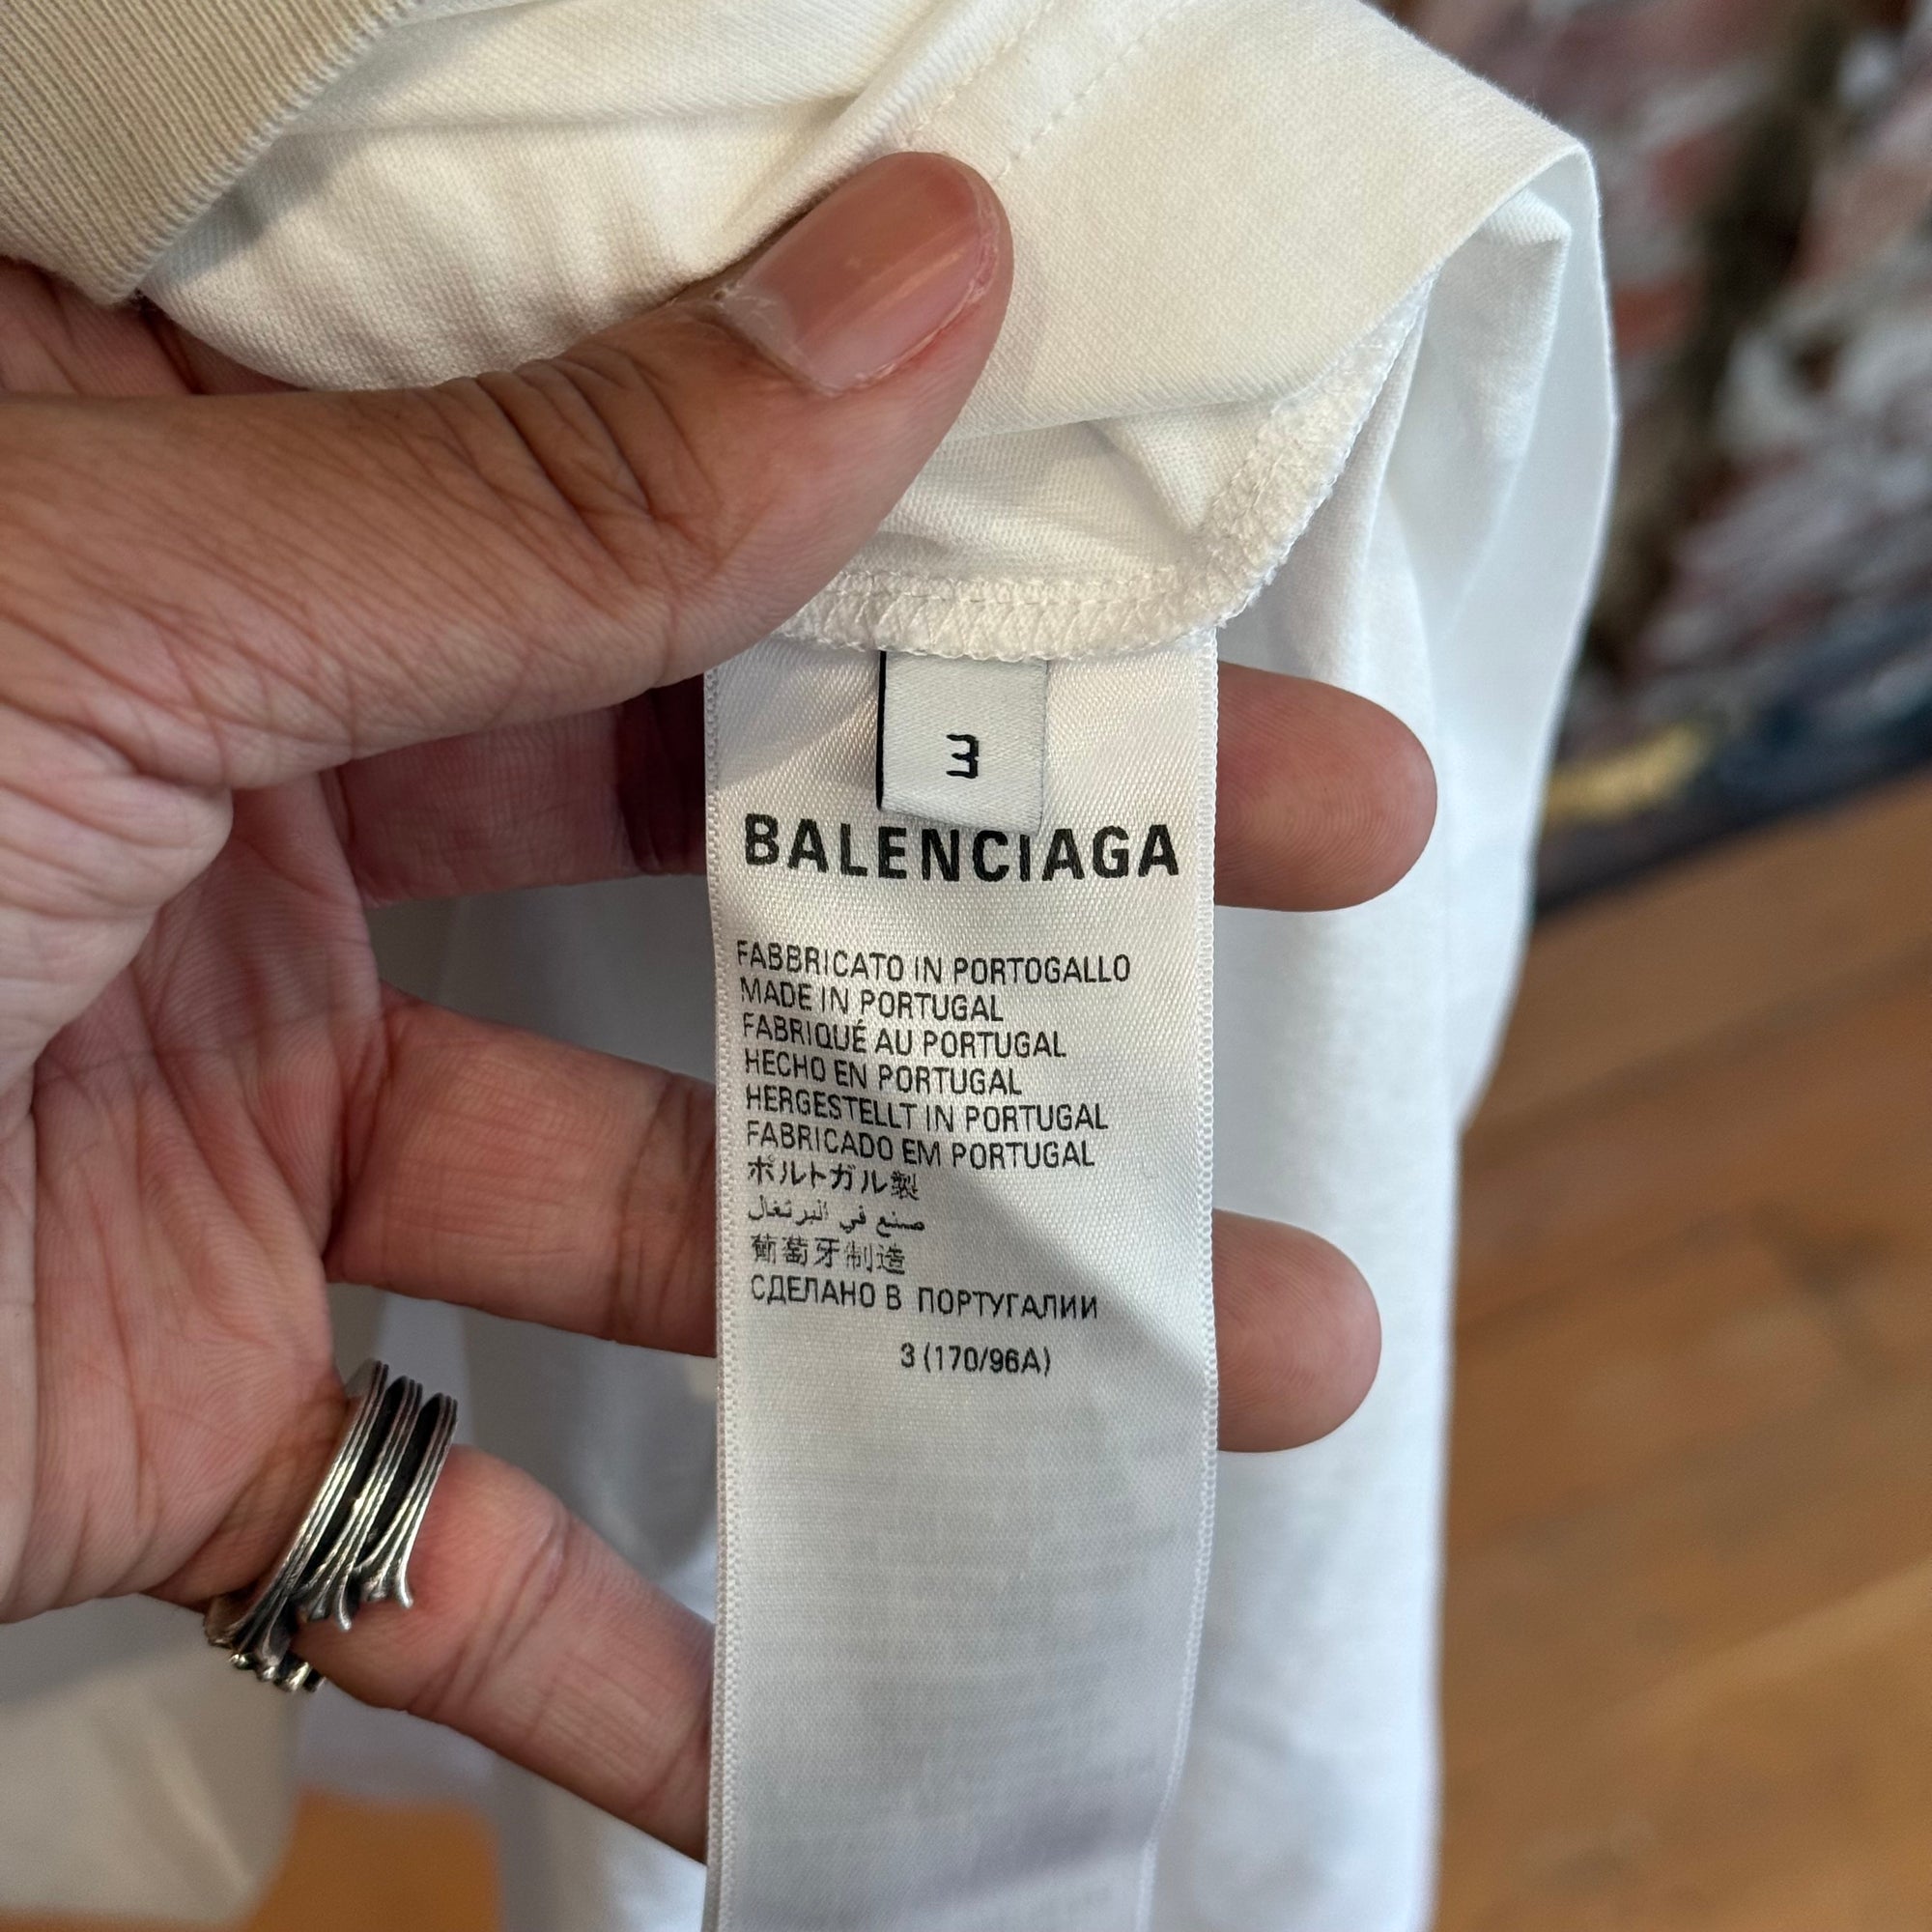 3
BALENCIAGA
FABBRICATO IN PORTOGALLO
MADE IN PORTUGAL
FABRIQUÉ AU PORTUGAL
HECHO EN PORTUGAL
HERGESTELLT IN PORTUGAL
FABRICADO EM PORTUGAL
ポルトガル製
صنع في البرتغال
葡萄牙制造
СДЕЛАНО В ПОРТУГАЛИИ
3 (170/96A)